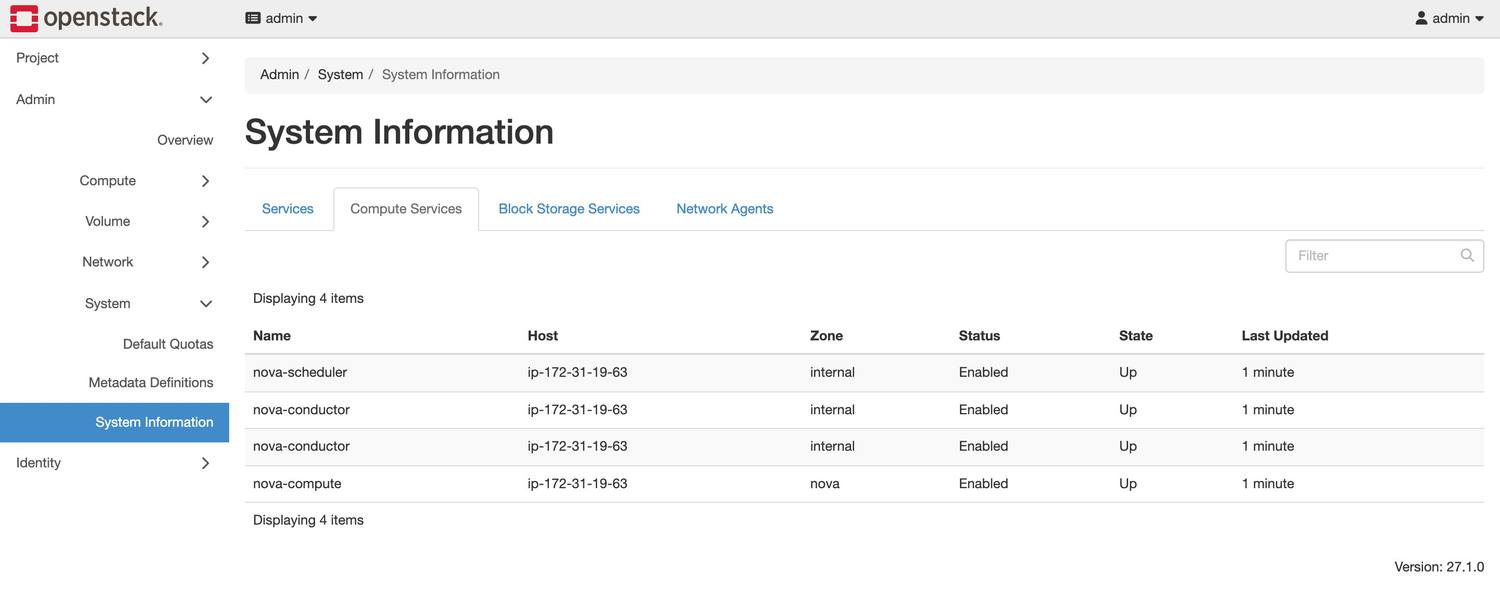 openstack. admin admin
Project
Admin
Overview
Compute
Volume
Network
System
Default Quotas
Metadata Definitions
System Information
Identity
Admin / System / System Information
System Information
Services Compute Services Block Storage Services Network Agents
Filter
Displaying 4 items
Name Host Zone Status State Last Updated
nova-scheduler ip-172-31-19-63 internal Enabled Up 1 minute
nova-conductor ip-172-31-19-63 internal Enabled Up 1 minute
nova-conductor ip-172-31-19-63 internal Enabled Up 1 minute
nova-compute ip-172-31-19-63 nova Enabled Up 1 minute
Displaying 4 items
Version: 27.1.0